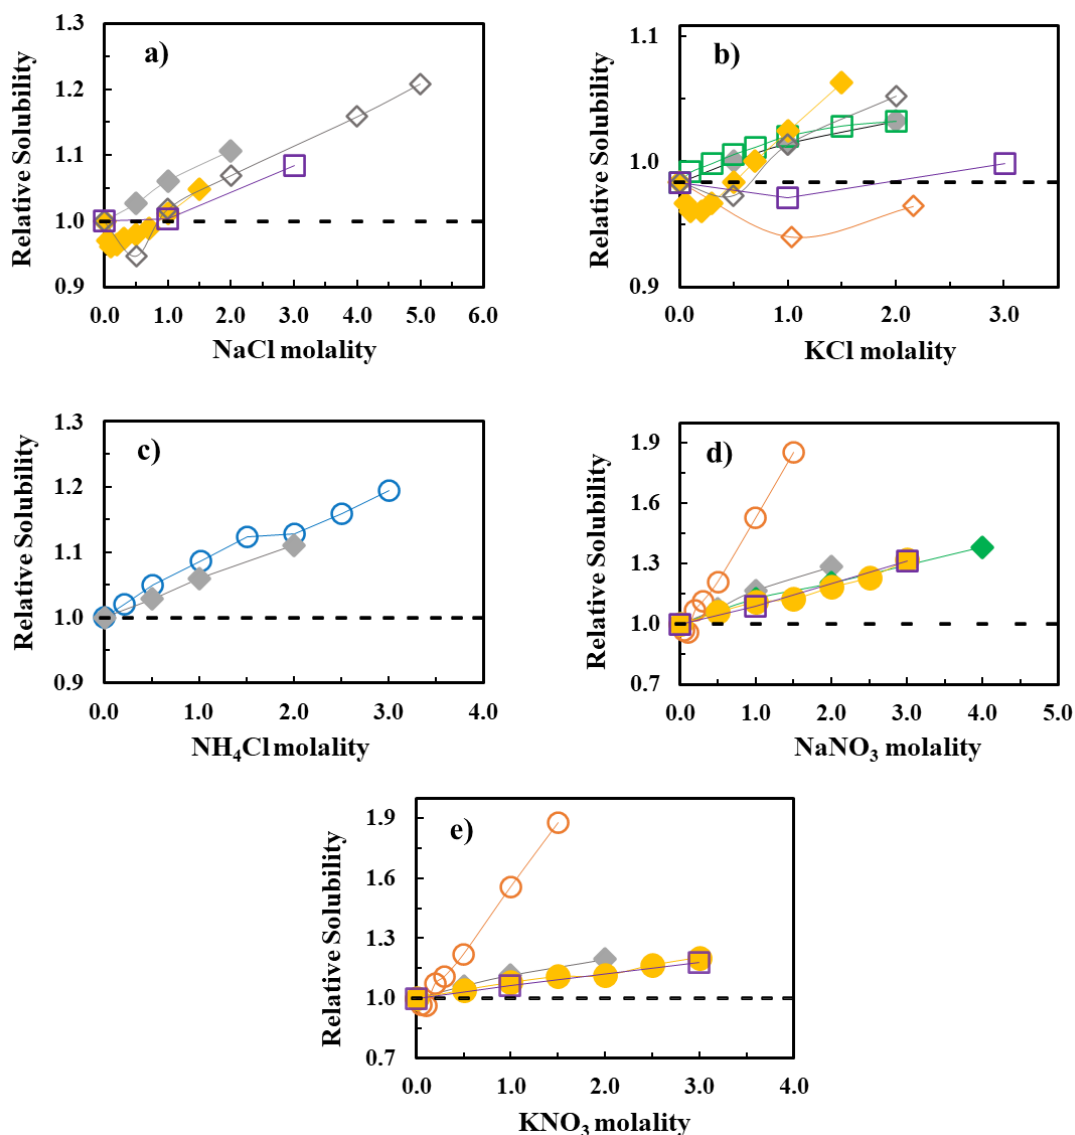 a)
Relative Solubility
1.3
1.2
1.1
1.0
0.9
0.0 1.0 2.0 3.0 4.0 5.0 6.0
NaCl molality
b)
Relative Solubility
1.1
1.0
0.9
0.0 1.0 2.0 3.0
KCl molality
c)
Relative Solubility
1.3
1.2
1.1
1.0
0.9
0.0 1.0 2.0 3.0 4.0
NH₄Cl molality
d)
Relative Solubility
1.9
1.6
1.3
1.0
0.7
0.0 1.0 2.0 3.0 4.0 5.0
NaNO₃ molality
e)
Relative Solubility
1.9
1.6
1.3
1.0
0.7
0.0 1.0 2.0 3.0 4.0
KNO₃ molality